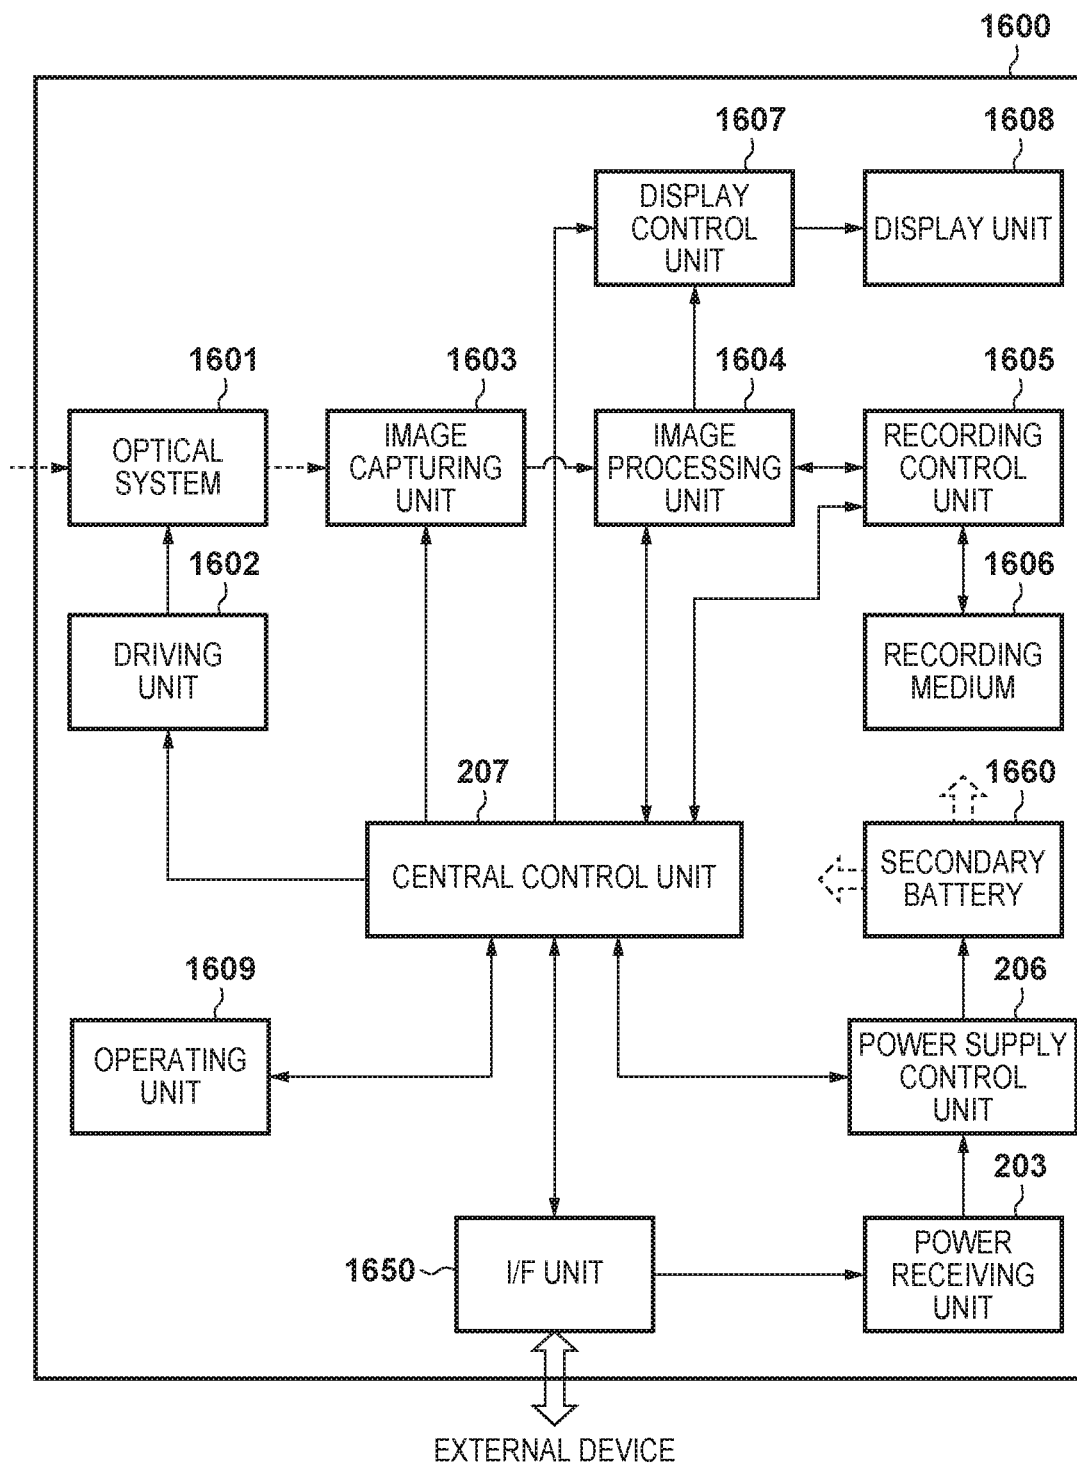 1600
1607
1608
DISPLAY
CONTROL
UNIT
DISPLAY UNIT
1601
1603
1604
1605
OPTICAL
SYSTEM
IMAGE
CAPTURING
UNIT
IMAGE
PROCESSING
UNIT
RECORDING
CONTROL
UNIT
1602
1606
DRIVING
UNIT
RECORDING
MEDIUM
207
1660
CENTRAL CONTROL UNIT
SECONDARY
BATTERY
1609
206
OPERATING
UNIT
POWER SUPPLY
CONTROL
UNIT
203
1650
I/F UNIT
POWER
RECEIVING
UNIT
EXTERNAL DEVICE